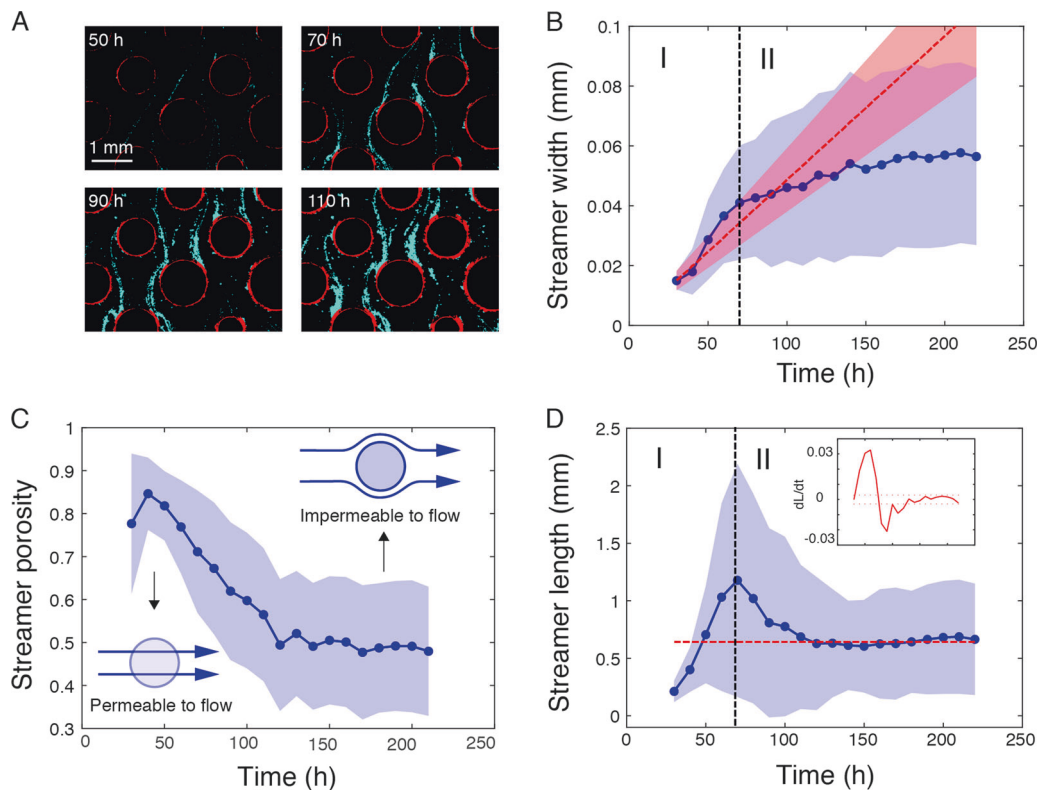 A
50 h
70 h
1 mm
90 h
110 h
B
I
II
Streamer width (mm)
0.1
0.08
0.06
0.04
0.02
0
0
50
100
150
200
250
Time (h)
C
Streamer porosity
1
0.9
0.8
0.7
0.6
0.5
0.4
0.3
Impermeable to flow
Permeable to flow
0
50
100
150
200
250
Time (h)
D
I
II
Streamer length (mm)
2.5
2
1.5
1
0.5
0
dL/dt
0.03
0
-0.03
0
50
100
150
200
250
Time (h)